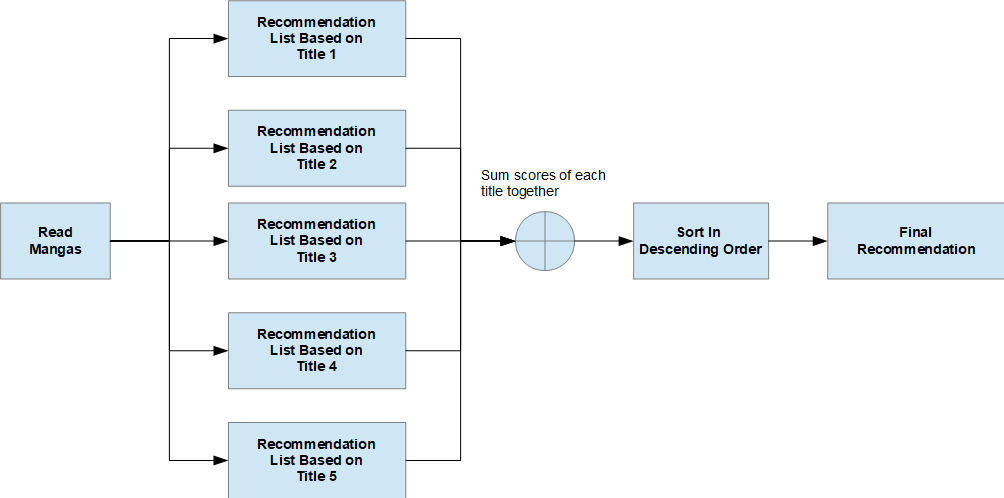 Read
Mangas
Recommendation
List Based on
Title 1
Recommendation
List Based on
Title 2
Recommendation
List Based on
Title 3
Recommendation
List Based on
Title 4
Recommendation
List Based on
Title 5
Sum scores of each
title together
Sort In
Descending Order
Final
Recommendation